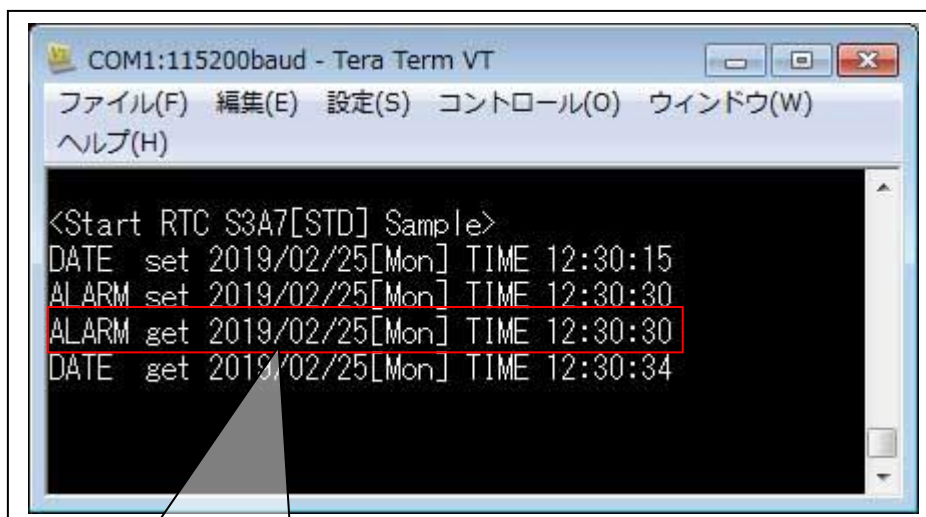 COM1:115200baud - Tera Term VT
ファイル(F) 編集(E) 設定(S) コントロール(O) ウィンドウ(W)
ヘルプ(H)
<Start RTC S3A7[STD] Sample>
DATE  set 2019/02/25[Mon] TIME 12:30:15
ALARM set 2019/02/25[Mon] TIME 12:30:30
ALARM get 2019/02/25[Mon] TIME 12:30:30
DATE  get 2019/02/25[Mon] TIME 12:30:34